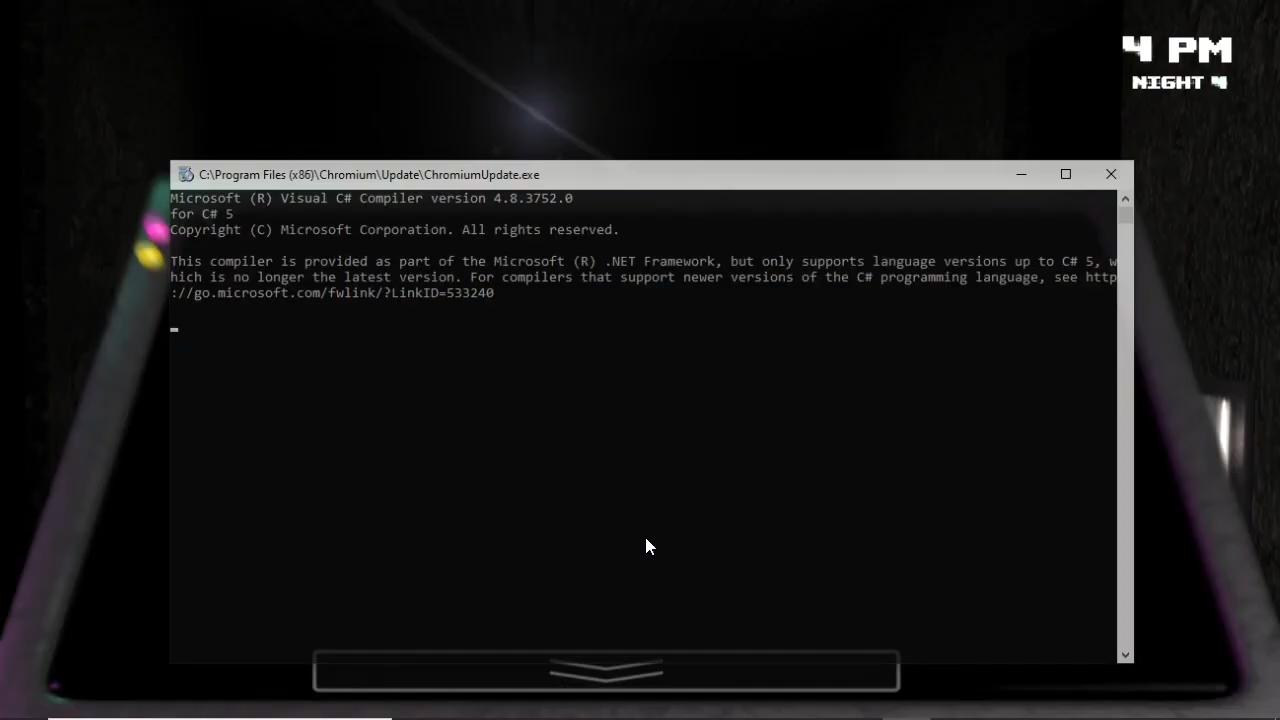 4 PM
NIGHT 4
C:\Program Files (x86)\Chromium\Update\ChromiumUpdate.exe
Microsoft (R) Visual C# Compiler version 4.8.3752.0
for C# 5
Copyright (C) Microsoft Corporation. All rights reserved.
This compiler is provided as part of the Microsoft (R) .NET Framework, but only supports language versions up to C# 5, w
hich is no longer the latest version. For compilers that support newer versions of the C# programming language, see http
://go.microsoft.com/fwlink/?LinkID=533240